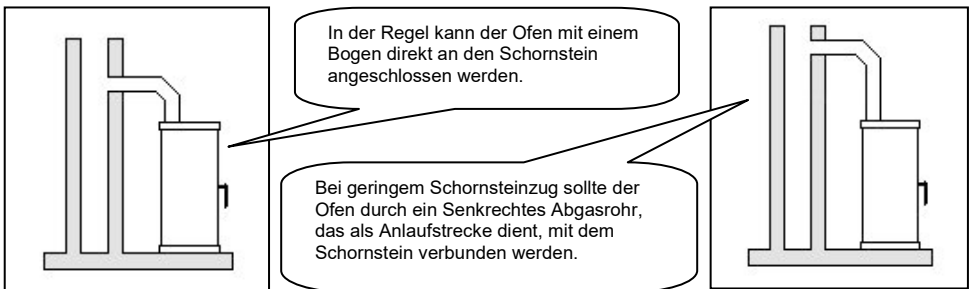 In der Regel kann der Ofen mit einem
Bogen direkt an den Schornstein
angeschlossen werden.
Bei geringem Schornsteinzug sollte der
Ofen durch ein Senkrechtes Abgasrohr,
das als Anlaufstrecke dient, mit dem
Schornstein verbunden werden.